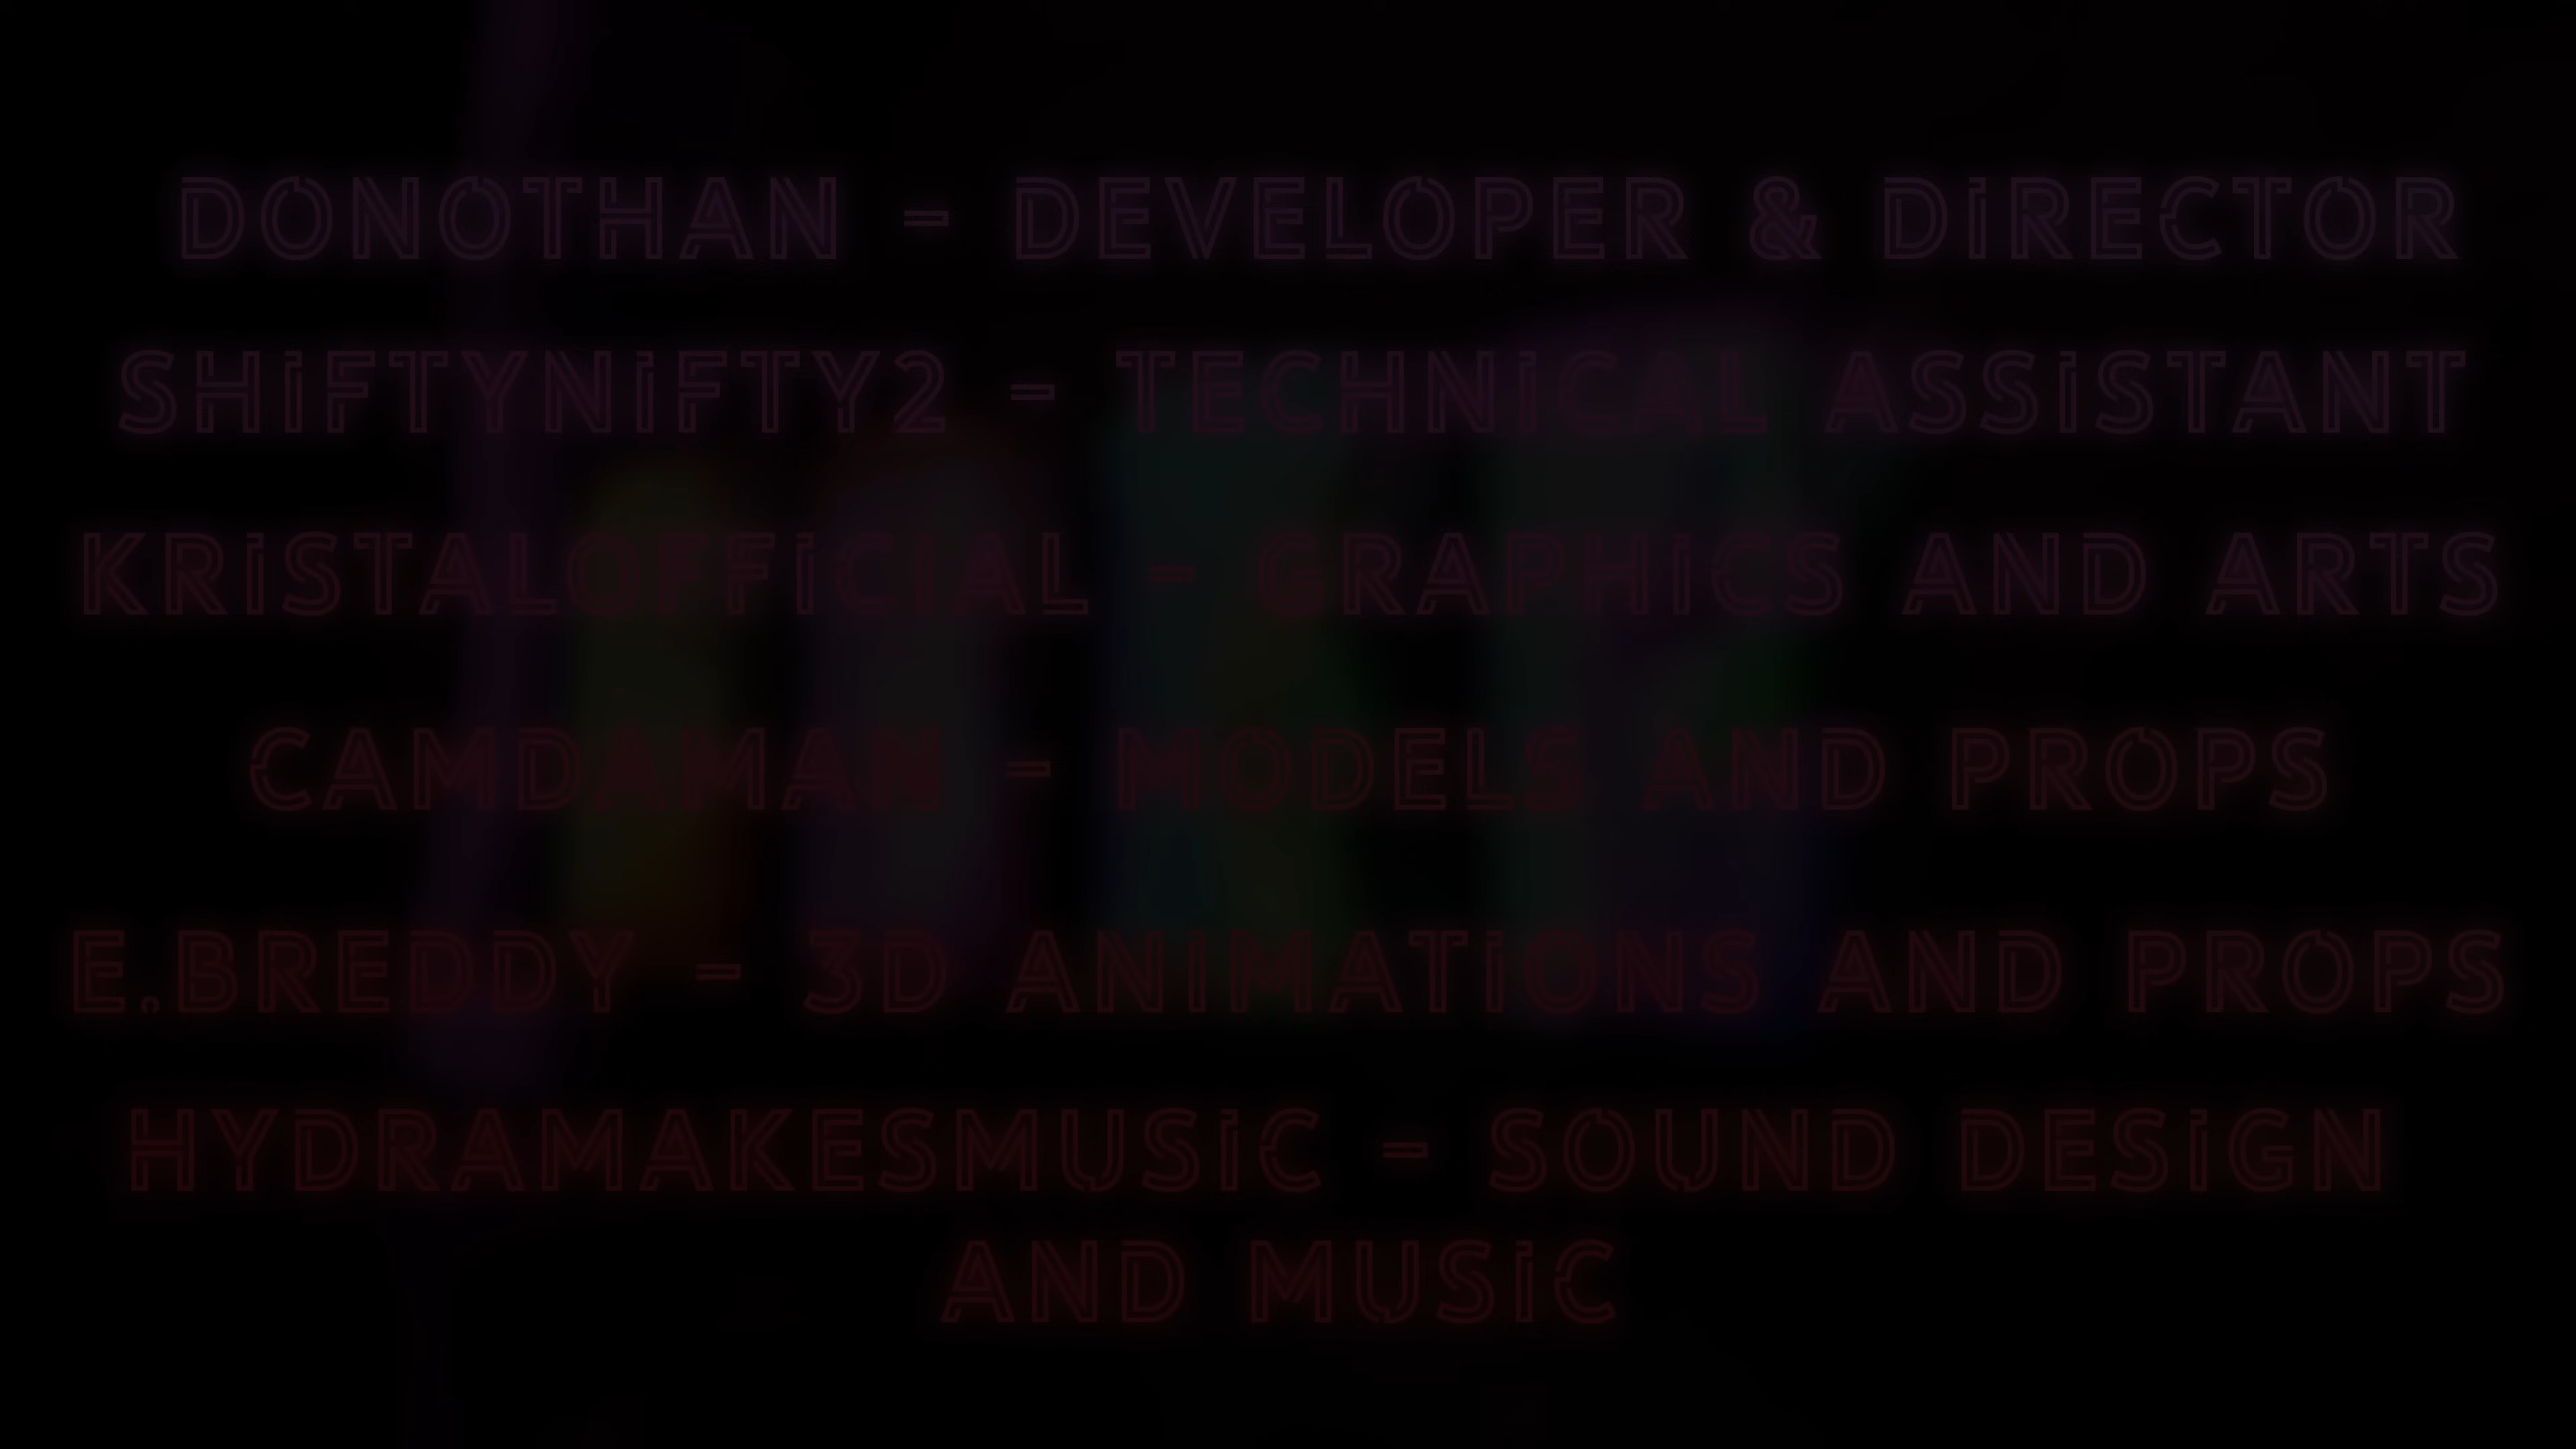 DONOTHAN - DEVELOPER & DiRECTOR
SHiFTYNiFTY2 - TECHNiCAL ASSiSTANT
KRiSTALOFFiCIAL - GRAPHiCS AND ARTS
CAMDAMAN - MODELS AND PROPS
E.BREDDY - 3D ANiMATiONS AND PROPS
HYDRAMAKESMUSiC - SOUND DESiGN
AND MUSiC